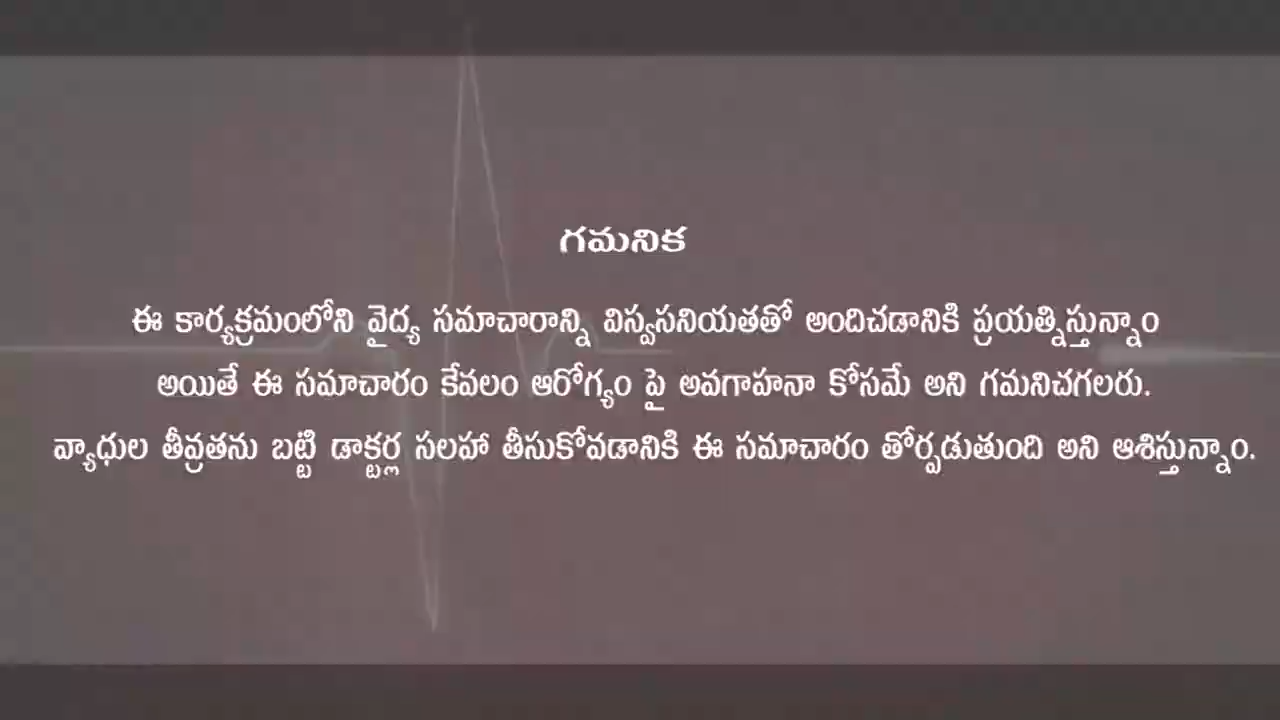 గమనిక
ఈ కార్యక్రమంలోని వైద్య సమాచారాన్ని విస్వసనియతతో అందిచడానికి ప్రయత్నిస్తున్నాం
అయితే ఈ సమాచారం కేవలం ఆరోగ్యం పై అవగాహనా కోసమే అని గమనిచగలరు.
వ్యాధుల తీవ్రతను బట్టి డాక్టర్ల సలహా తీసుకోవడానికి ఈ సమాచారం తోర్పడుతుంది అని ఆశిస్తున్నాం.